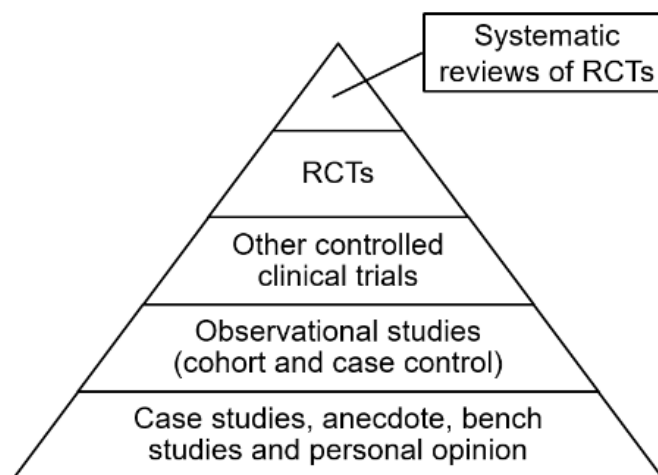 Systematic
reviews of RCTs
RCTs
Other controlled
clinical trials
Observational studies
(cohort and case control)
Case studies, anecdote, bench
studies and personal opinion